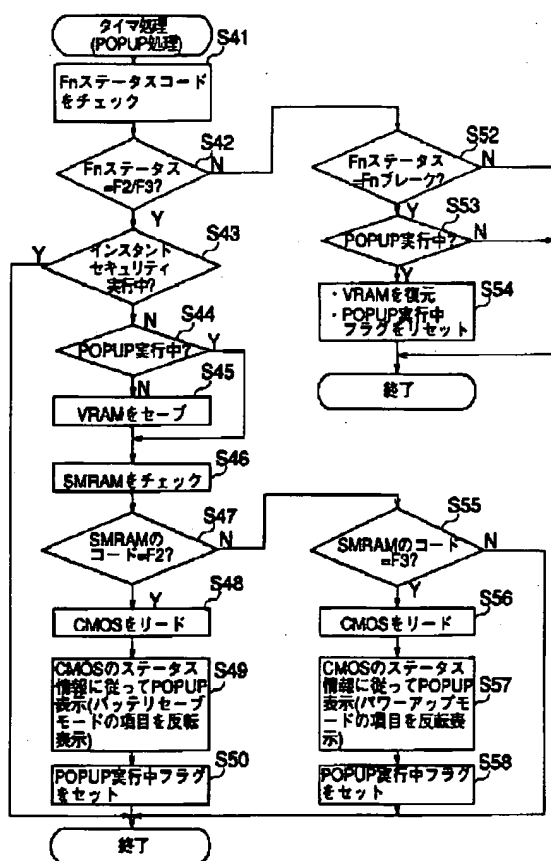 タイマ処理
(POPUP処理)
S41
Fnステータスコード
をチェック
S42
Fnステータス
=F2/F3?
N
Y
S43
インスタント
セキュリティ
実行中?
Y
N
S44
POPUP実行中?
Y
N
S45
VRAMをセーブ
S46
SMRAMをチェック
S47
SMRAMの
コード=F2?
N
Y
S48
CMOSをリード
S49
CMOSのステータス
情報に従ってPOPUP
表示(バッテリセーブ
モードの項目を反転
表示)
S50
POPUP実行中フラグ
をセット
終了
S52
Fnステータス
=Fnブレーク?
N
Y
S53
POPUP実行中?
N
Y
S54
・VRAMを復元
・POPUP実行中
フラグをリセット
終了
S55
SMRAMのコード
=F3?
N
Y
S56
CMOSをリード
S57
CMOSのステータス
情報に従ってPOPUP
表示(パワーアップモ
ードの項目を反転表
示)
S58
POPUP実行中フラグ
をセット